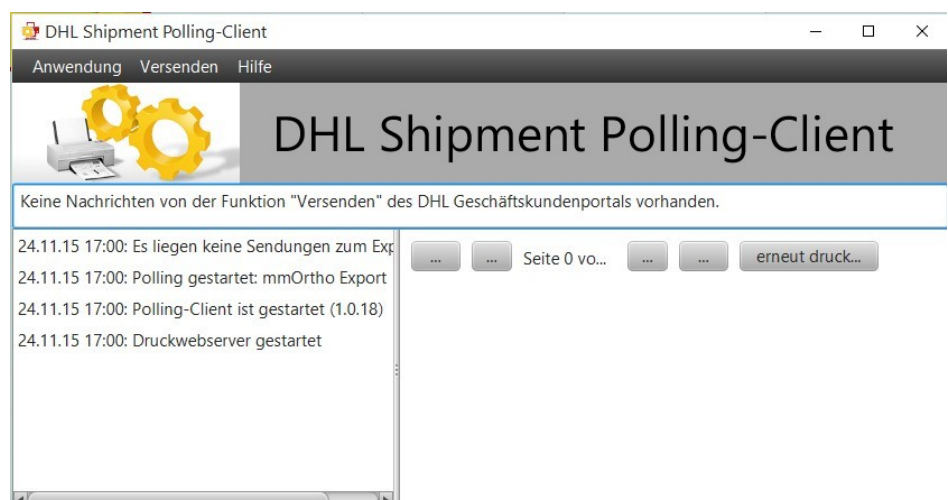 DHL Shipment Polling-Client
Anwendung Versenden Hilfe
DHL Shipment Polling-Client
Keine Nachrichten von der Funktion "Versenden" des DHL Geschäftskundenportals vorhanden.
24.11.15 17:00: Es liegen keine Sendungen zum Exp
... ... Seite 0 vo... ... ... erneut druck...
24.11.15 17:00: Polling gestartet: mmOrtho Export
24.11.15 17:00: Polling-Client ist gestartet (1.0.18)
24.11.15 17:00: Druckwebserver gestartet